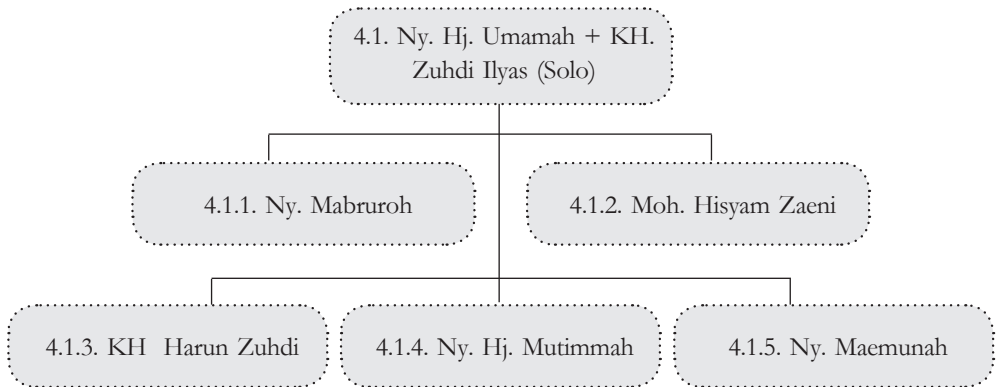 4.1. Ny. Hj. Umamah + KH.
Zuhdi Ilyas (Solo)
4.1.1. Ny. Mabruroh
4.1.2. Moh. Hisyam Zaeni
4.1.3. KH Harun Zuhdi
4.1.4. Ny. Hj. Mutimmah
4.1.5. Ny. Maemunah